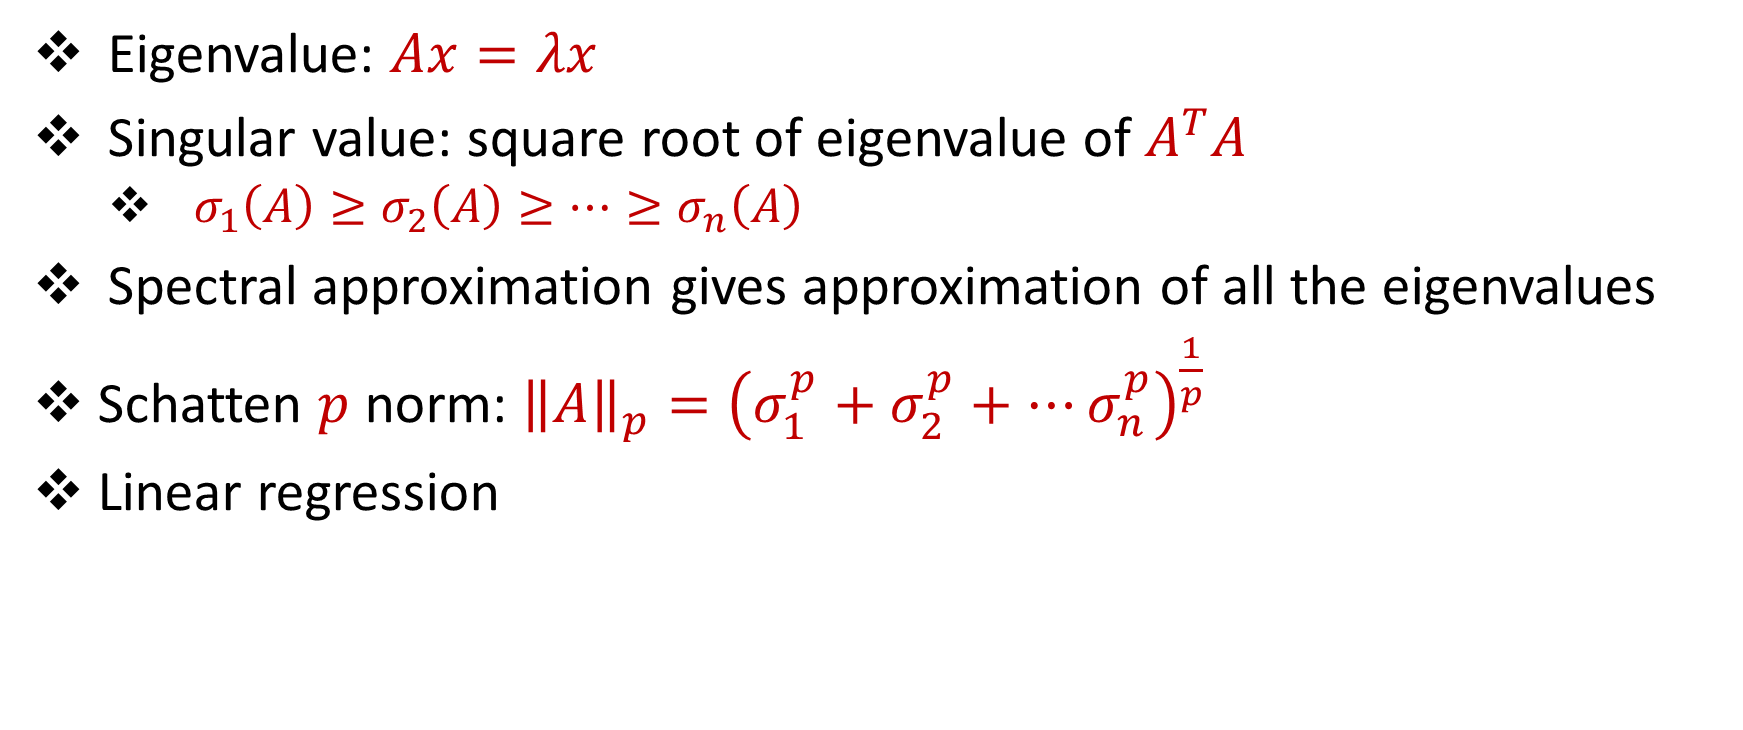 ❖ Eigenvalue: Ax = λx
❖ Singular value: square root of eigenvalue of A^T A
❖ σ_1(A) ≥ σ_2(A) ≥ ⋯ ≥ σ_n(A)
❖ Spectral approximation gives approximation of all the eigenvalues
❖ Schatten p norm: ‖A‖_p = (σ_1^p + σ_2^p + ⋯ σ_n^p)^{1/p}
❖ Linear regression